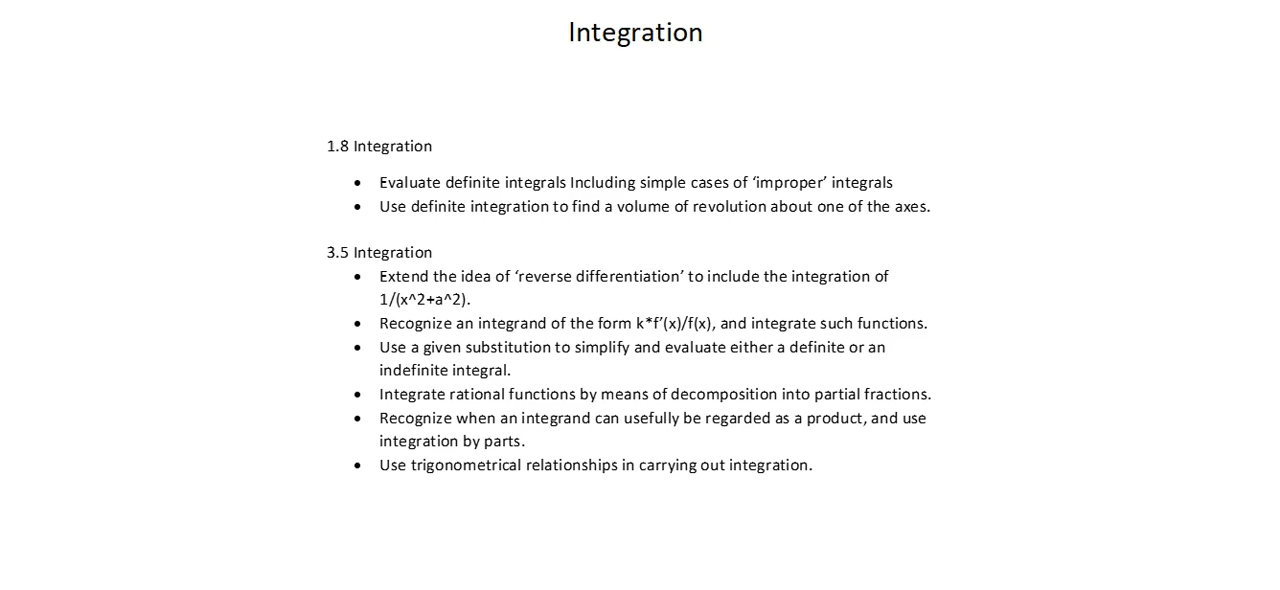 Integration
1.8 Integration
• Evaluate definite integrals Including simple cases of ‘improper’ integrals
• Use definite integration to find a volume of revolution about one of the axes.
3.5 Integration
• Extend the idea of ‘reverse differentiation’ to include the integration of
1/(x^2+a^2).
• Recognize an integrand of the form k*f’(x)/f(x), and integrate such functions.
• Use a given substitution to simplify and evaluate either a definite or an
indefinite integral.
• Integrate rational functions by means of decomposition into partial fractions.
• Recognize when an integrand can usefully be regarded as a product, and use
integration by parts.
• Use trigonometrical relationships in carrying out integration.